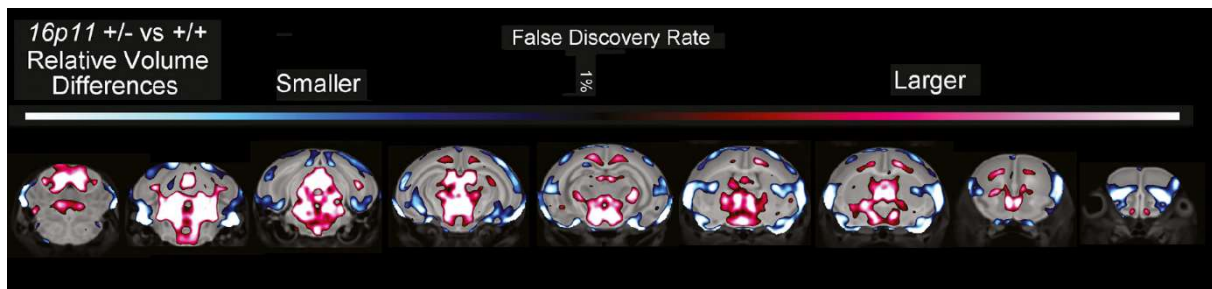 16p11 +/- vs +/+
Relative Volume
Differences
Smaller
False Discovery Rate
1%
Larger